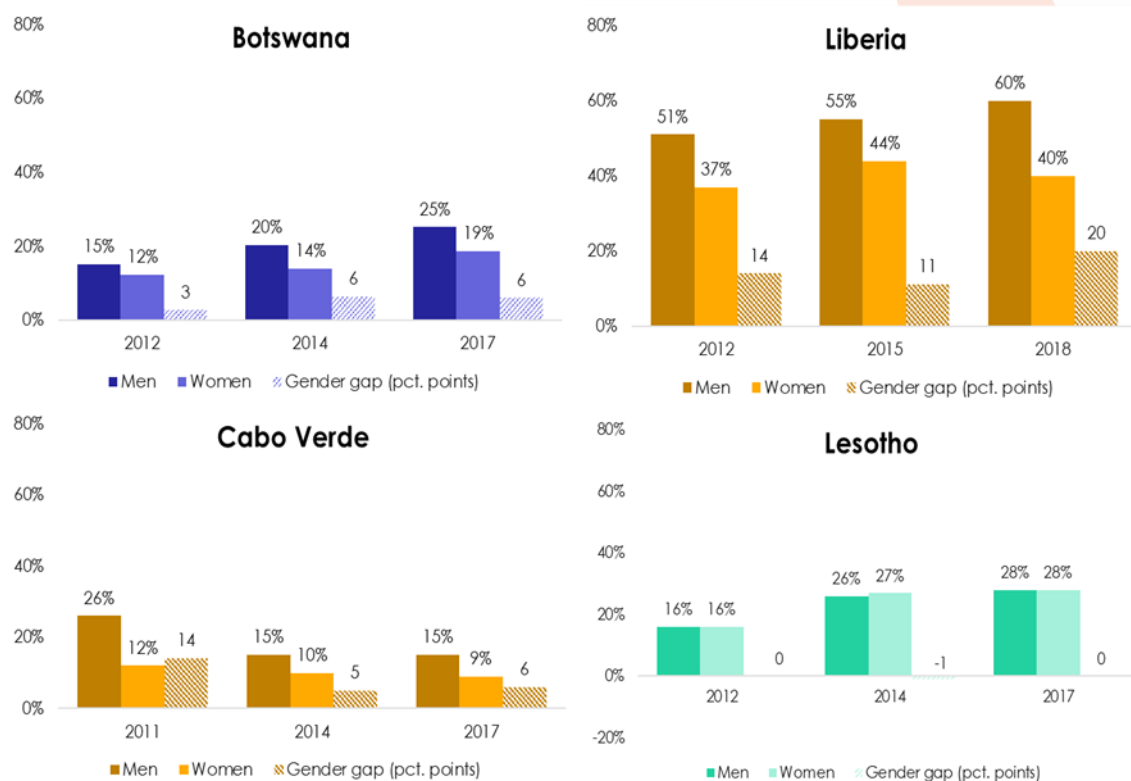 Botswana
80%
60%
40%
20%
0%
15% 12% 3
20% 14% 6
25% 19% 6
2012 2014 2017
Men Women Gender gap (pct. points)
Liberia
80%
60%
40%
20%
0%
51% 37% 14
55% 44% 11
60% 40% 20
2012 2015 2018
Men Women Gender gap (pct. points)
Cabo Verde
80%
60%
40%
20%
0%
26% 12% 14
15% 10% 5
15% 9% 6
2011 2014 2017
Men Women Gender gap (pct. points)
Lesotho
80%
60%
40%
20%
0%
-20%
16% 16% 0
26% 27% -1
28% 28% 0
2012 2014 2017
Men Women Gender gap (pct. points)